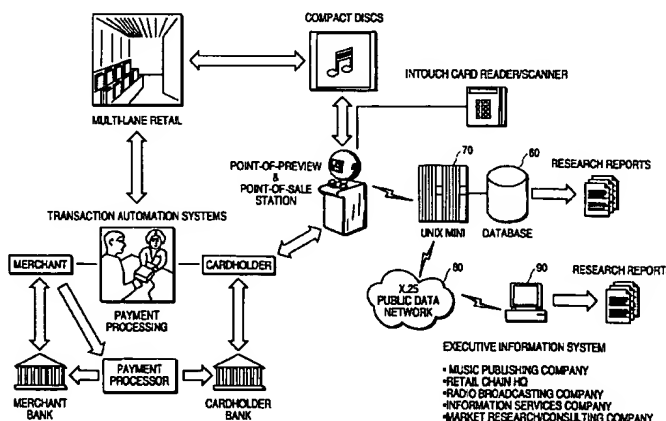 COMPACT DISCS
INTOUCH CARD READER/SCANNER
MULTI-LANE RETAIL
70
60
RESEARCH REPORTS
POINT-OF-PREVIEW
&
POINT-OF-SALE
STATION
UNIX MINI
DATABASE
TRANSACTION AUTOMATION SYSTEMS
MERCHANT
CARDHOLDER
80
90
X.25
PUBLIC DATA
NETWORK
RESEARCH REPORT
PAYMENT
PROCESSING
PAYMENT
PROCESSOR
MERCHANT
BANK
CARDHOLDER
BANK
EXECUTIVE INFORMATION SYSTEM
• MUSIC PUBLISHING COMPANY
•RETAIL CHAIN HQ
•RADIO BROADCASTING COMPANY
•INFORMATION SERVICES COMPANY
•MARKET RESEARCH/CONSULTING COMPANY